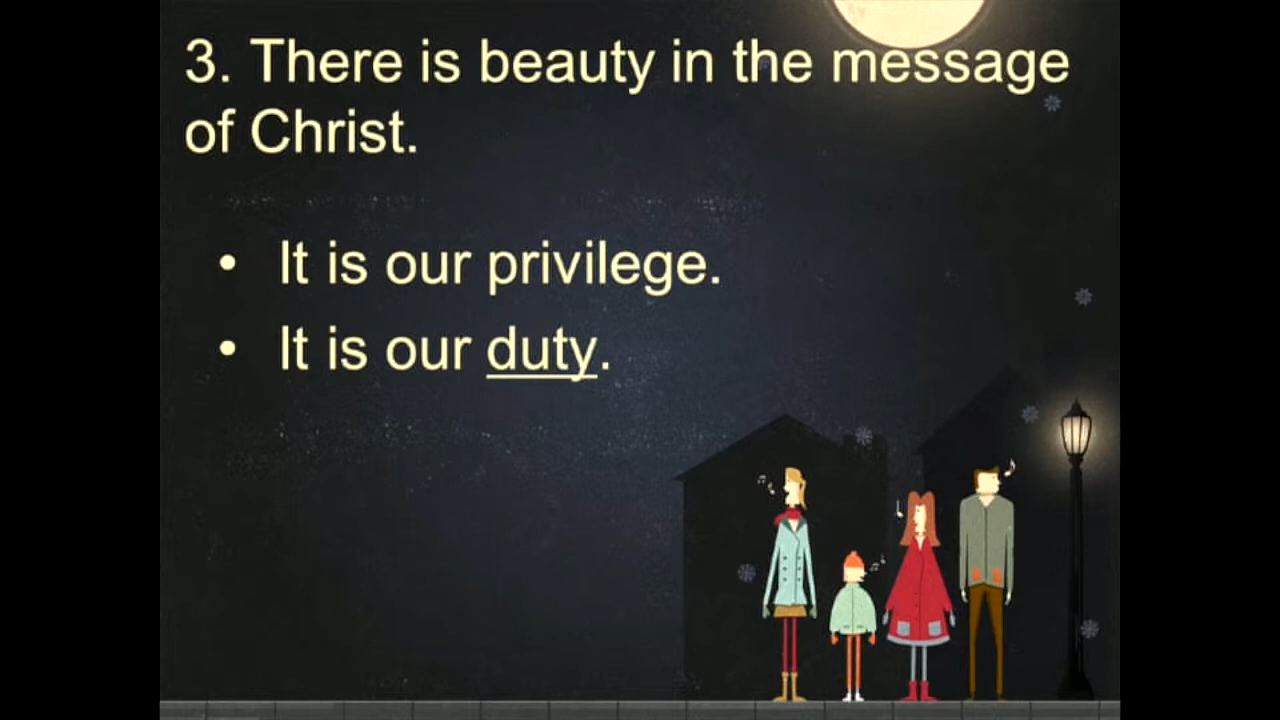 3. There is beauty in the message
of Christ.
• It is our privilege.
• It is our duty.